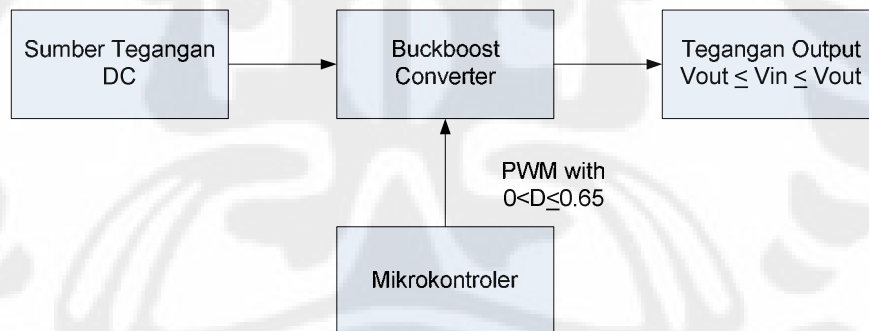 Sumber Tegangan
DC
Buckboost
Converter
Tegangan Output
Vout ≤ Vin ≤ Vout
PWM with
0<D≤0.65
Mikrokontroler